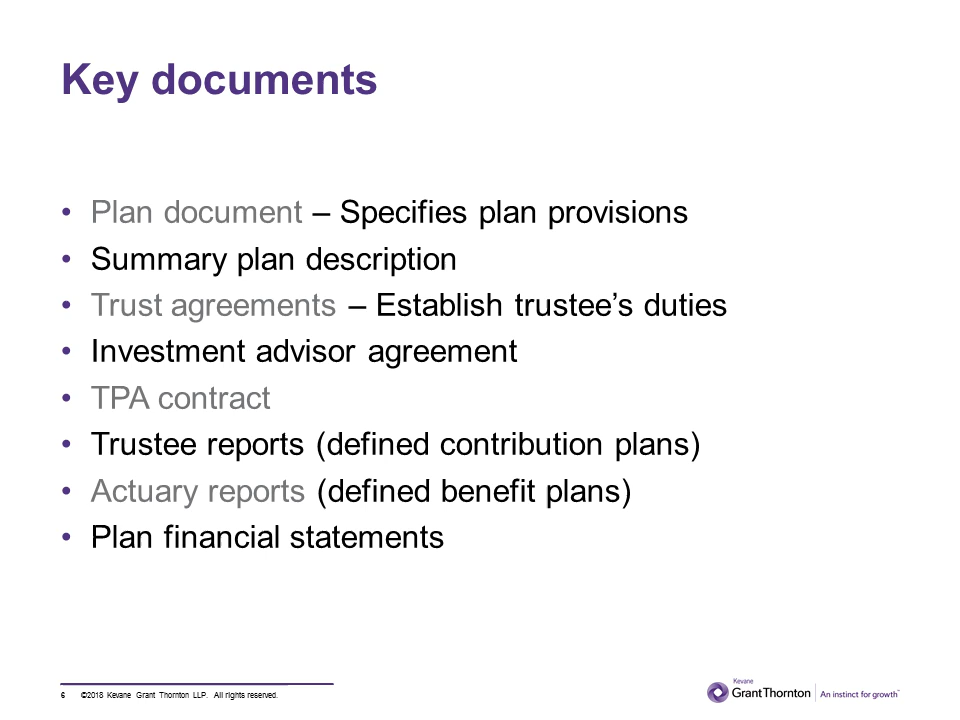 Key documents
• Plan document – Specifies plan provisions
• Summary plan description
• Trust agreements – Establish trustee’s duties
• Investment advisor agreement
• TPA contract
• Trustee reports (defined contribution plans)
• Actuary reports (defined benefit plans)
• Plan financial statements
6 ©2018 Kevane Grant Thornton LLP. All rights reserved.
Kevane
GrantThornton An instinct for growth™